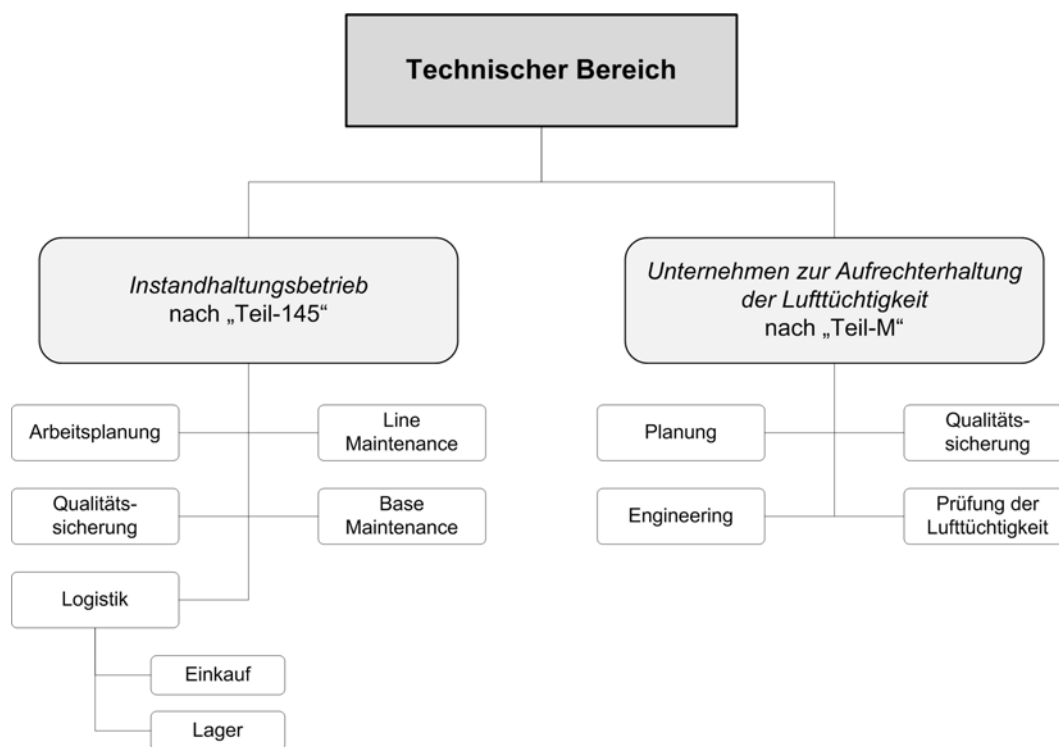 Technischer Bereich
Instandhaltungsbetrieb
nach „Teil-145“
Unternehmen zur Aufrechterhaltung
der Lufttüchtigkeit
nach „Teil-M“
Arbeitsplanung
Line
Maintenance
Planung
Qualitäts-
sicherung
Qualitäts-
sicherung
Base
Maintenance
Engineering
Prüfung der
Lufttüchtigkeit
Logistik
Einkauf
Lager